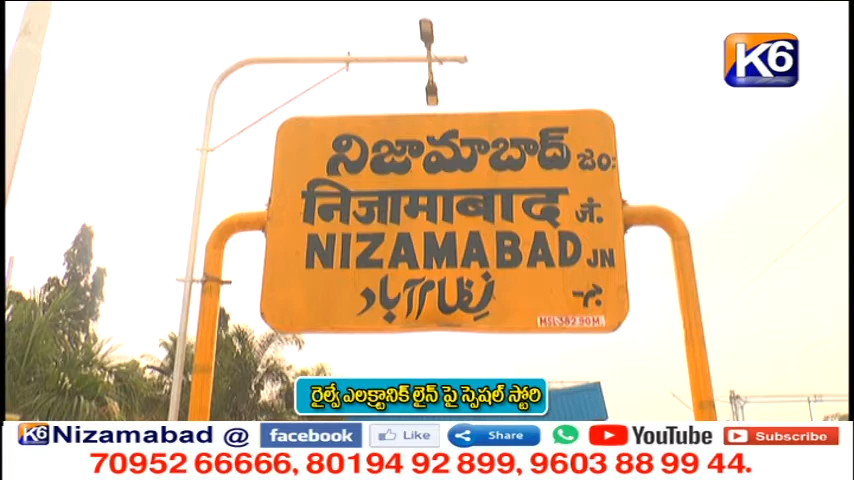 K6
నిజామాబాద్ జం:
निजामाबाद जं.
NIZAMABAD JN
نظام آباد
MSL-382.90M.
రైల్వే ఎలక్ట్రానిక్ లైన్ పై స్పెషల్ స్టోరి
K6 Nizamabad @ facebook Like Share YouTube Subscribe
70952 66666, 80194 92 899, 9603 88 99 44.